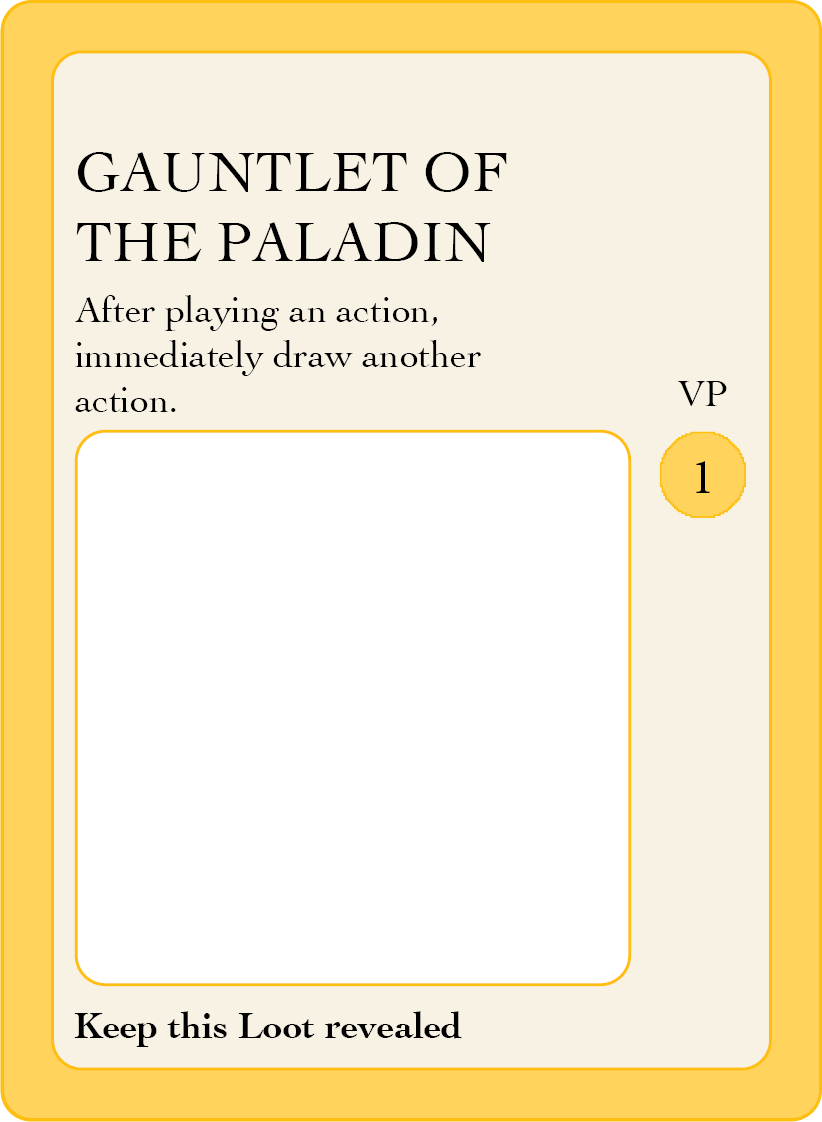 GAUNTLET OF
THE PALADIN
After playing an action,
immediately draw another
action.
VP
1
Keep this Loot revealed